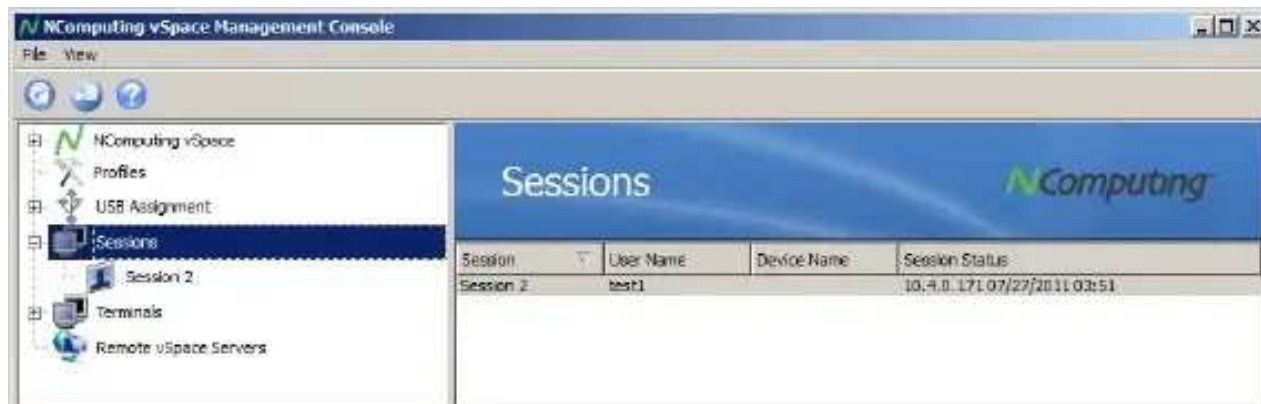 NComputing vSpace Management Console
File View
NComputing vSpace
Profiles
USB Assignment
Sessions
Session 2
Terminals
Remote vSpace Servers
Sessions
NComputing
Session User Name Device Name Session Status
Session 2 test1 10.4.0.171 07/27/2011 03:51